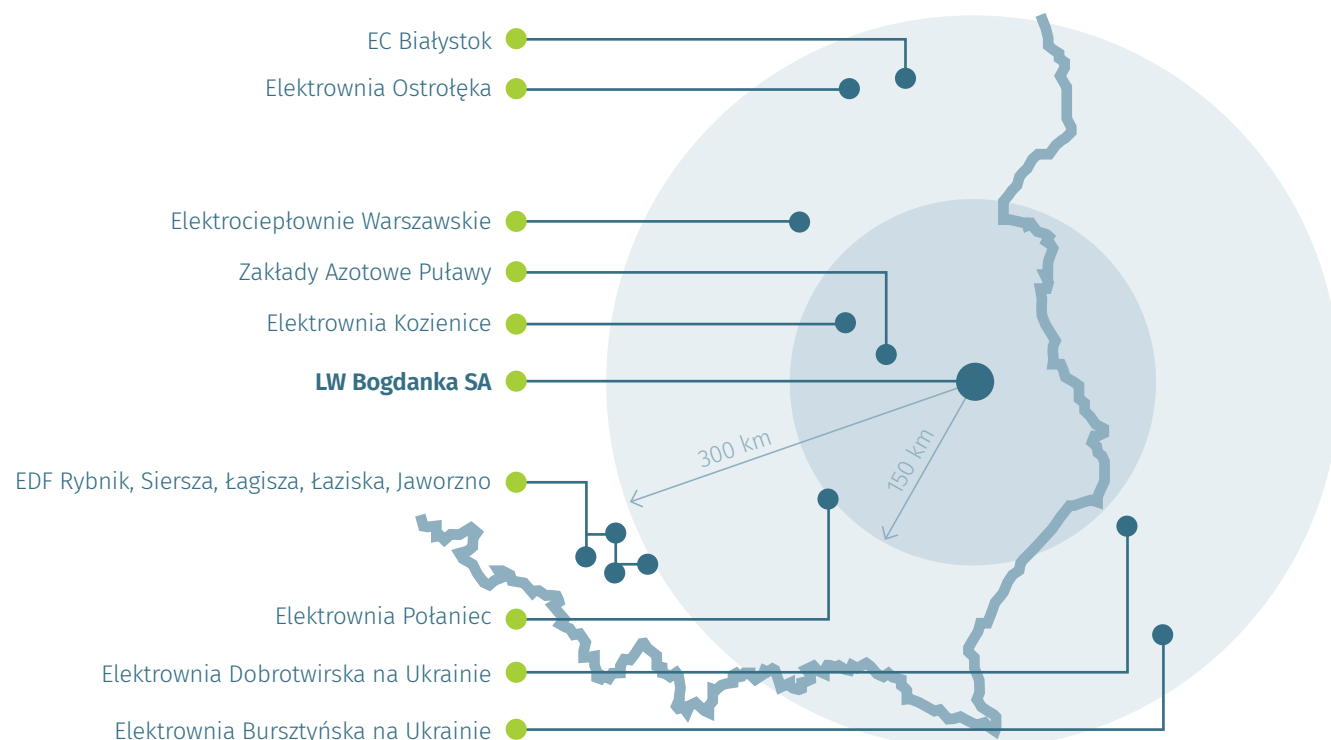 EC Białystok
Elektrownia Ostrołęka
Elektrociepłownie Warszawskie
Zakłady Azotowe Puławy
Elektrownia Kozienice
LW Bogdanka SA
300 km
150 km
EDF Rybnik, Siersza, Łagisza, Łaziska, Jaworzno
Elektrownia Połaniec
Elektrownia Dobrotwirska na Ukrainie
Elektrownia Bursztyńska na Ukrainie